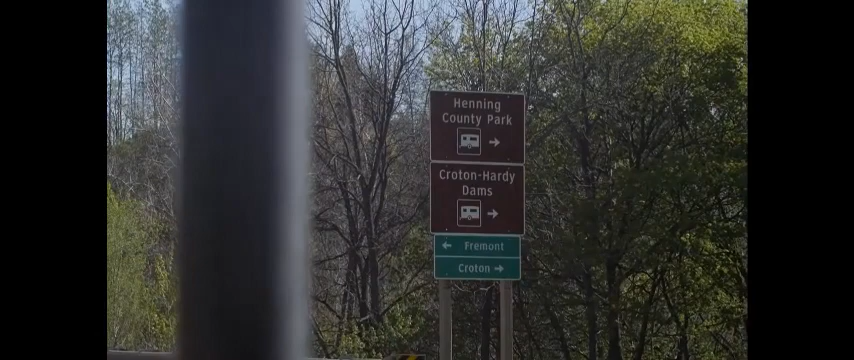 Henning
County Park
Croton-Hardy
Dams
Fremont
Croton